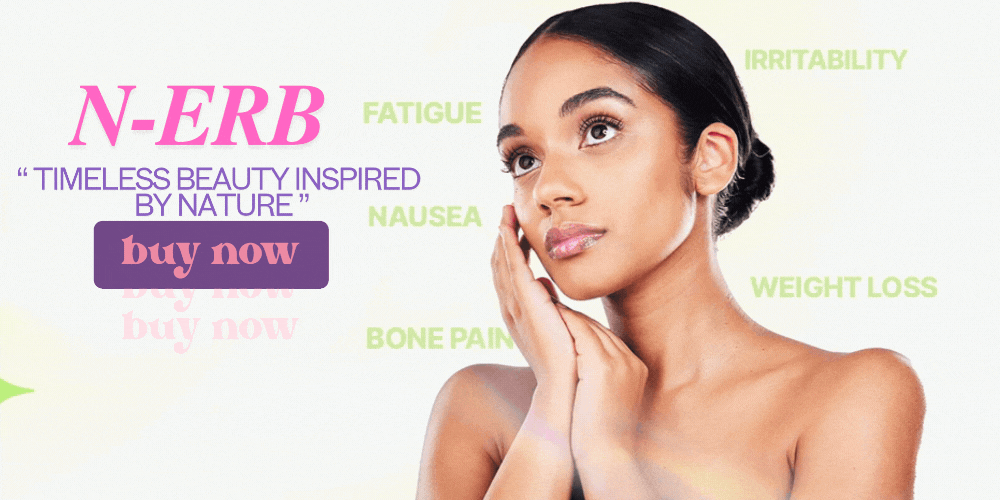 N-ERB
“ TIMELESS BEAUTY INSPIRED
BY NATURE ”
buy now
buy now
buy now
FATIGUE
NAUSEA
BONE PAIN
IRRITABILITY
WEIGHT LOSS